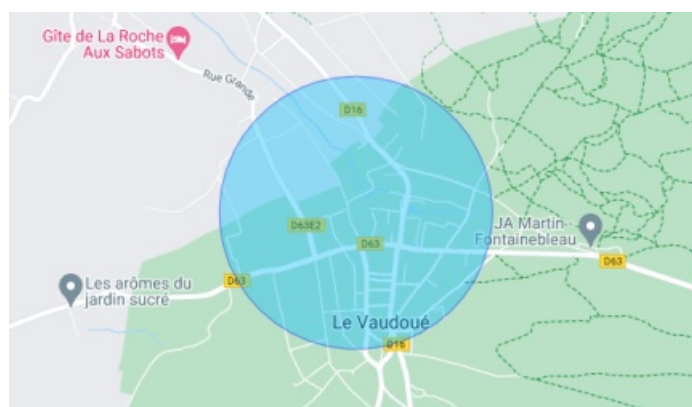 Gîte de La Roche
Aux Sabots
Rue Grande
D16
D63E2
D63
JA Martin
Fontainebleau
D63
D63
Les arômes du
jardin sucré
Le Vaudoué
D16